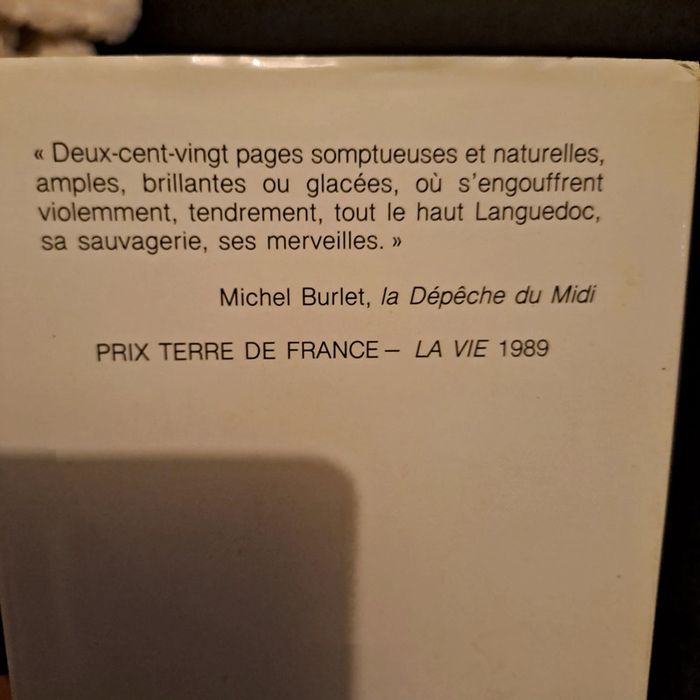 « Deux-cent-vingt pages somptueuses et naturelles,
amples, brillantes ou glacées, où s'engouffrent
violemment, tendrement, tout le haut Languedoc,
sa sauvagerie, ses merveilles. »
Michel Burlet, la Dépêche du Midi
PRIX TERRE DE FRANCE – LA VIE 1989